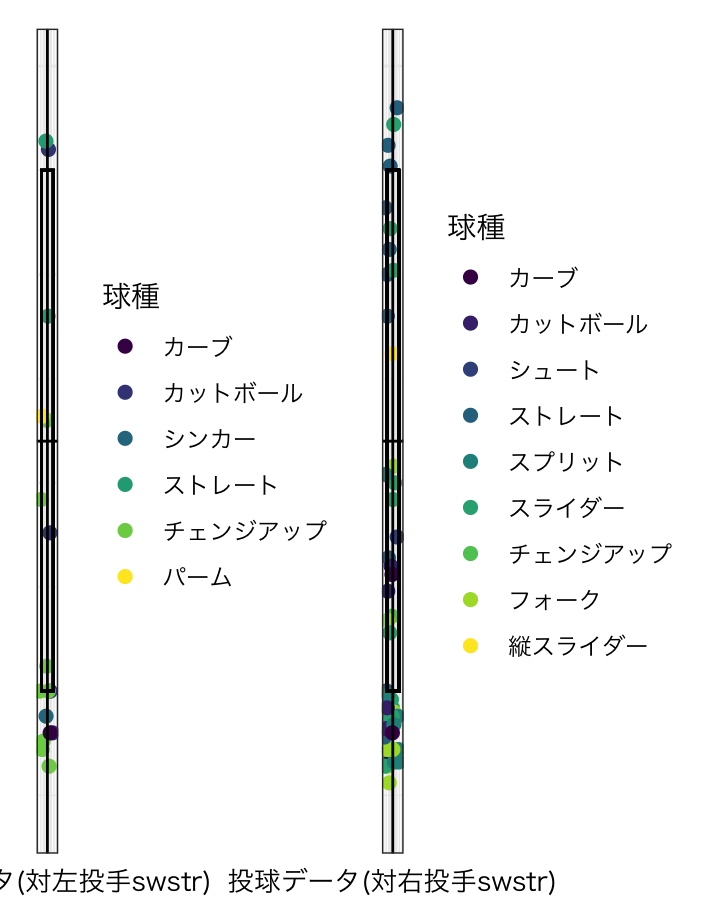 球種
カーブ
カットボール
シンカー
ストレート
チェンジアップ
パーム
球種
カーブ
カットボール
シュート
ストレート
スプリット
スライダー
チェンジアップ
フォーク
縦スライダー
タ(対左投手swstr)
投球データ(対右投手swstr)